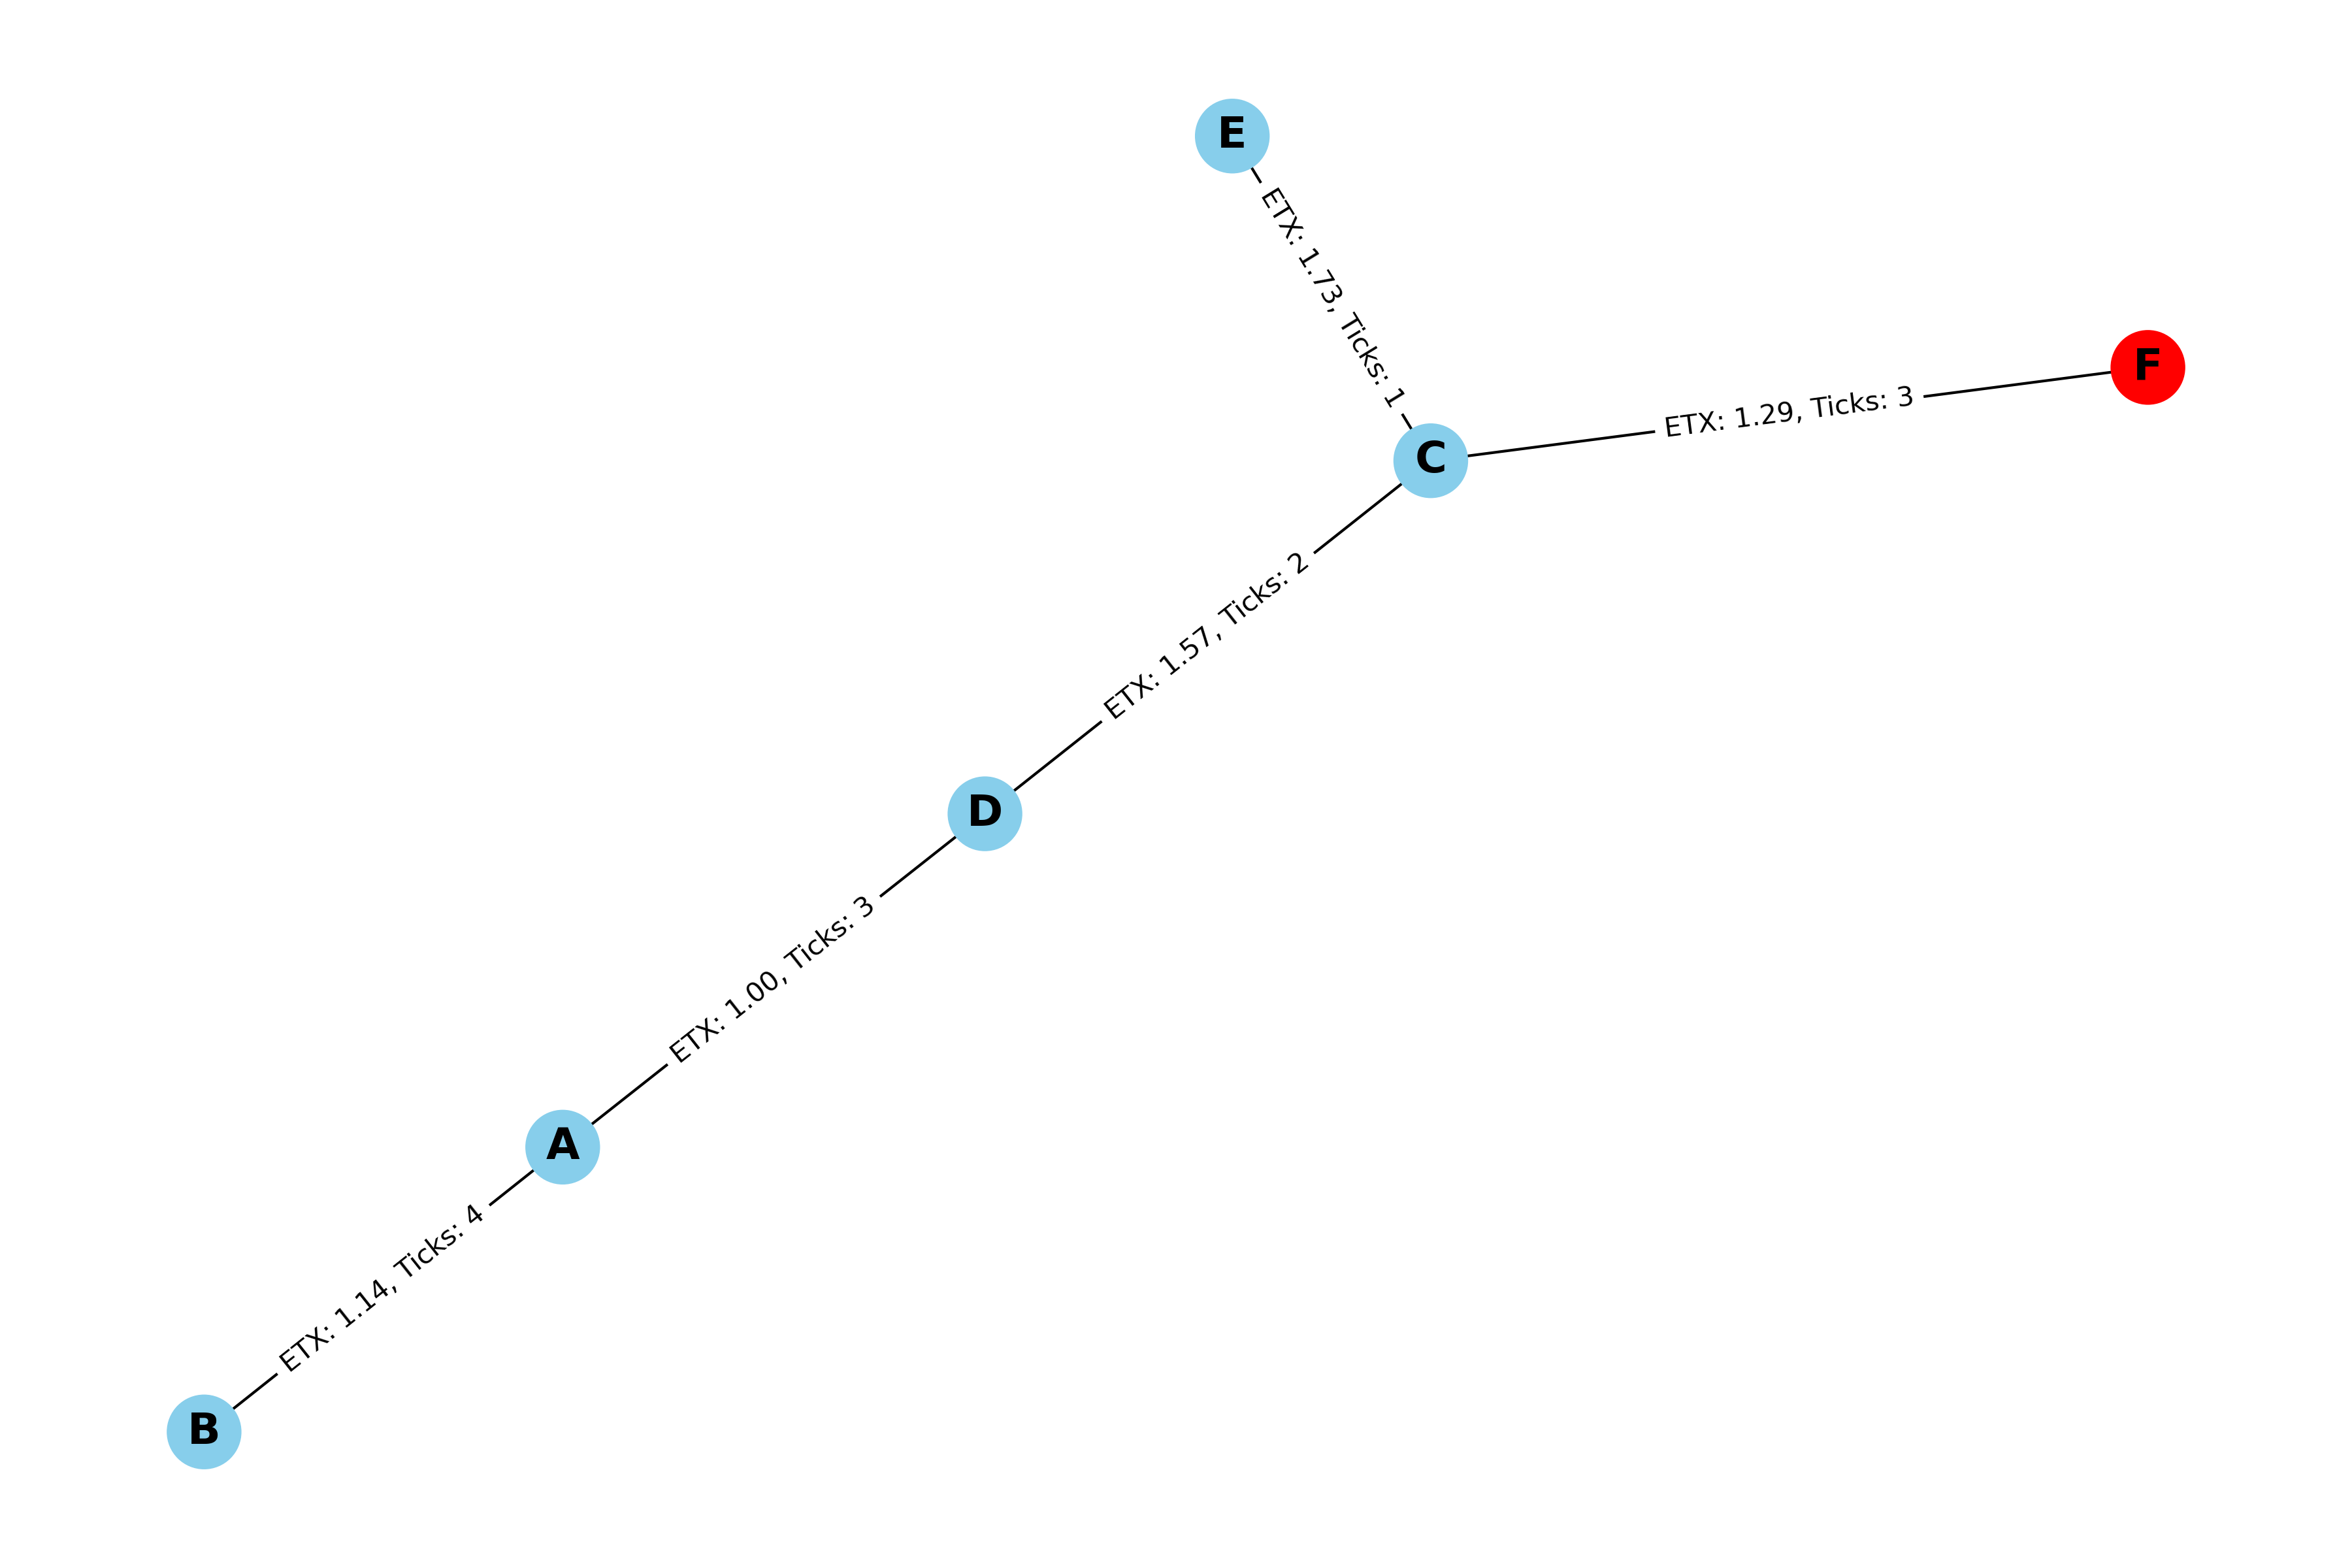 E
ETX: 1.73, Ticks: 1
F
ETX: 1.29, Ticks: 3
C
ETX: 1.57, Ticks: 2
D
ETX: 1.00, Ticks: 3
A
ETX: 1.14, Ticks: 4
B